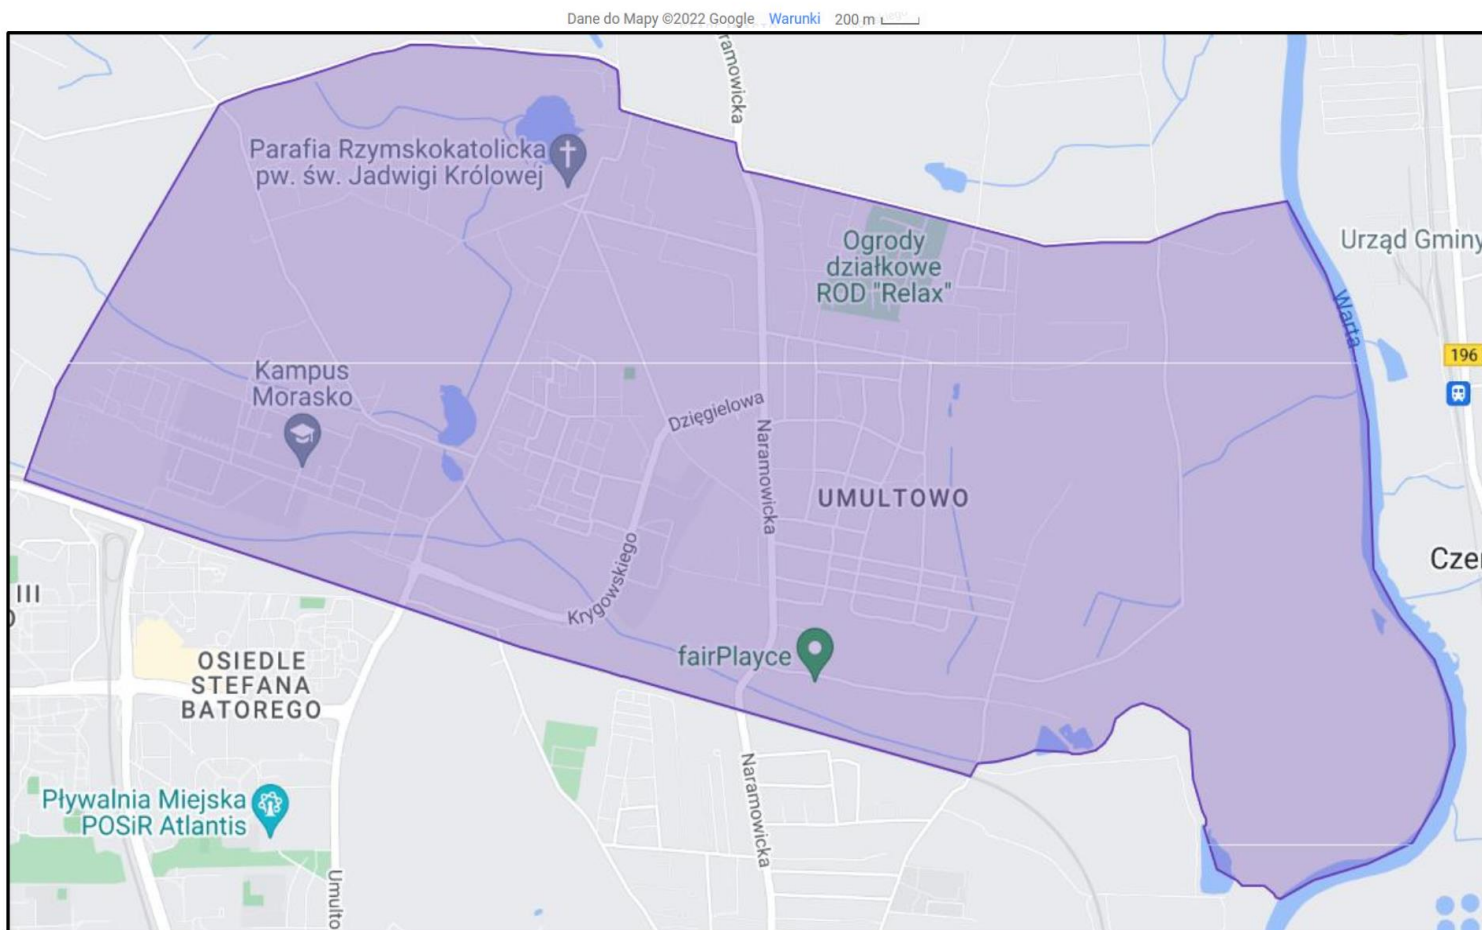 Dane do Mapy ©2022 Google Warunki 200 m
Naramowicka
Parafia Rzymskokatolicka
pw. św. Jadwigi Królowej
Ogrody
działkowe
ROD "Relax"
Urząd Gminy
Warta
196
Kampus
Morasko
Dzięgielowa
Naramowicka
UMULTOWO
Krygowskiego
III
fairPlayce
OSIEDLE
STEFANA
BATOREGO
Naramowicka
Pływalnia Miejska
POSiR Atlantis